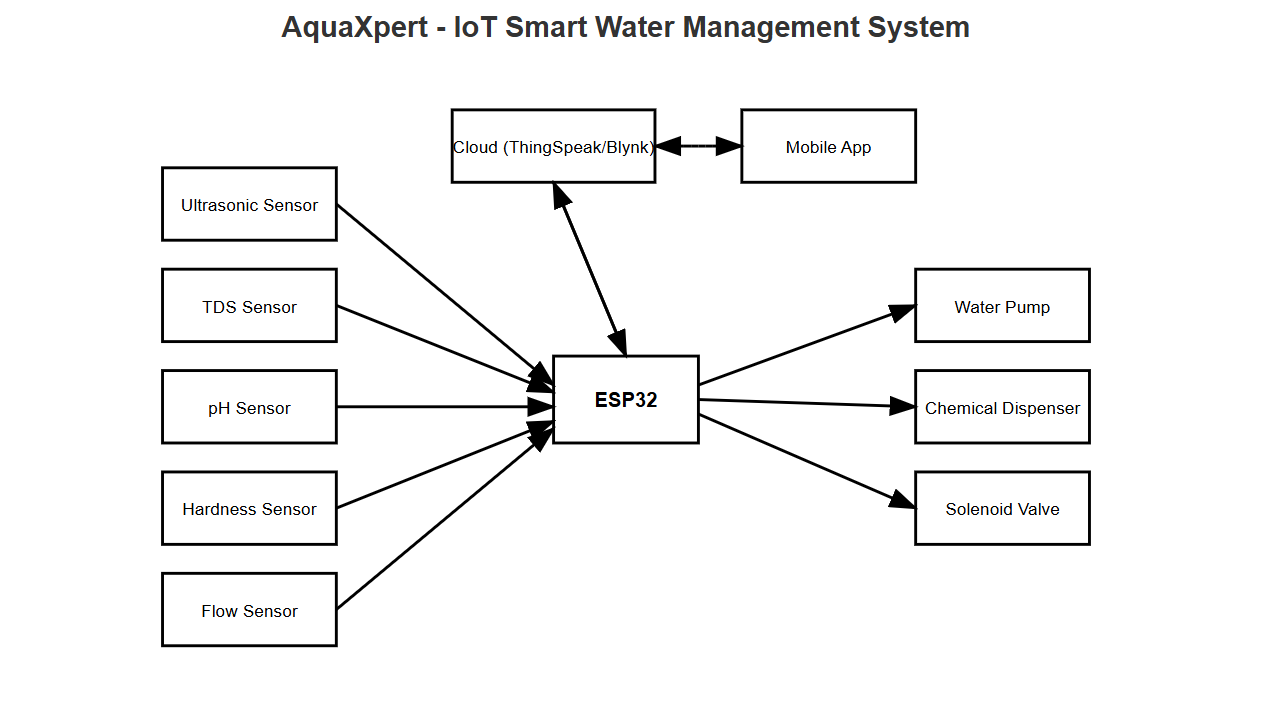 AquaXpert - IoT Smart Water Management System
Cloud (ThingSpeak/Blynk)
Mobile App
Ultrasonic Sensor
TDS Sensor
pH Sensor
Hardness Sensor
Flow Sensor
ESP32
Water Pump
Chemical Dispenser
Solenoid Valve